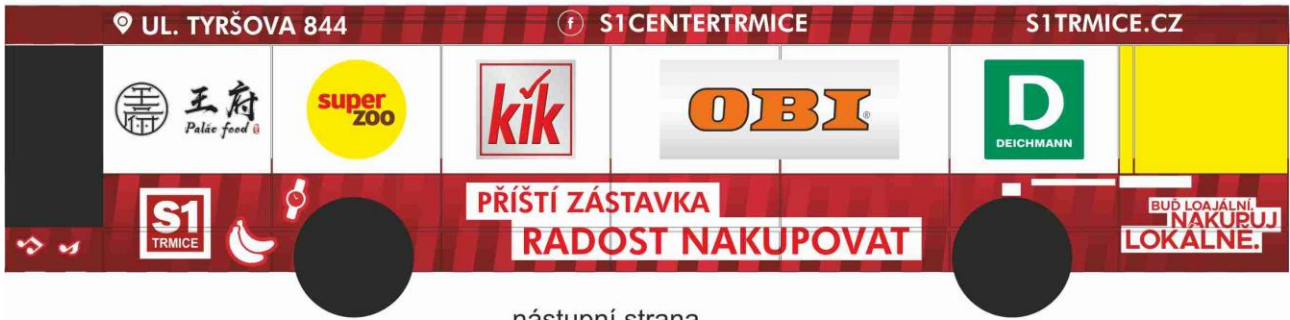 UL. TYRŠOVA 844
S1CENTERTRMICE
S1TRMICE.CZ
王府
Palác food
super
zoo
kik
OBI
DEICHMANN
S1
TRMICE
PŘÍŠTÍ ZÁSTAVKA
RADOST NAKUPOVAT
BUĎ LOAJÁLNÍ.
NAKUPUJ
LOKÁLNĚ.
nástupní strana